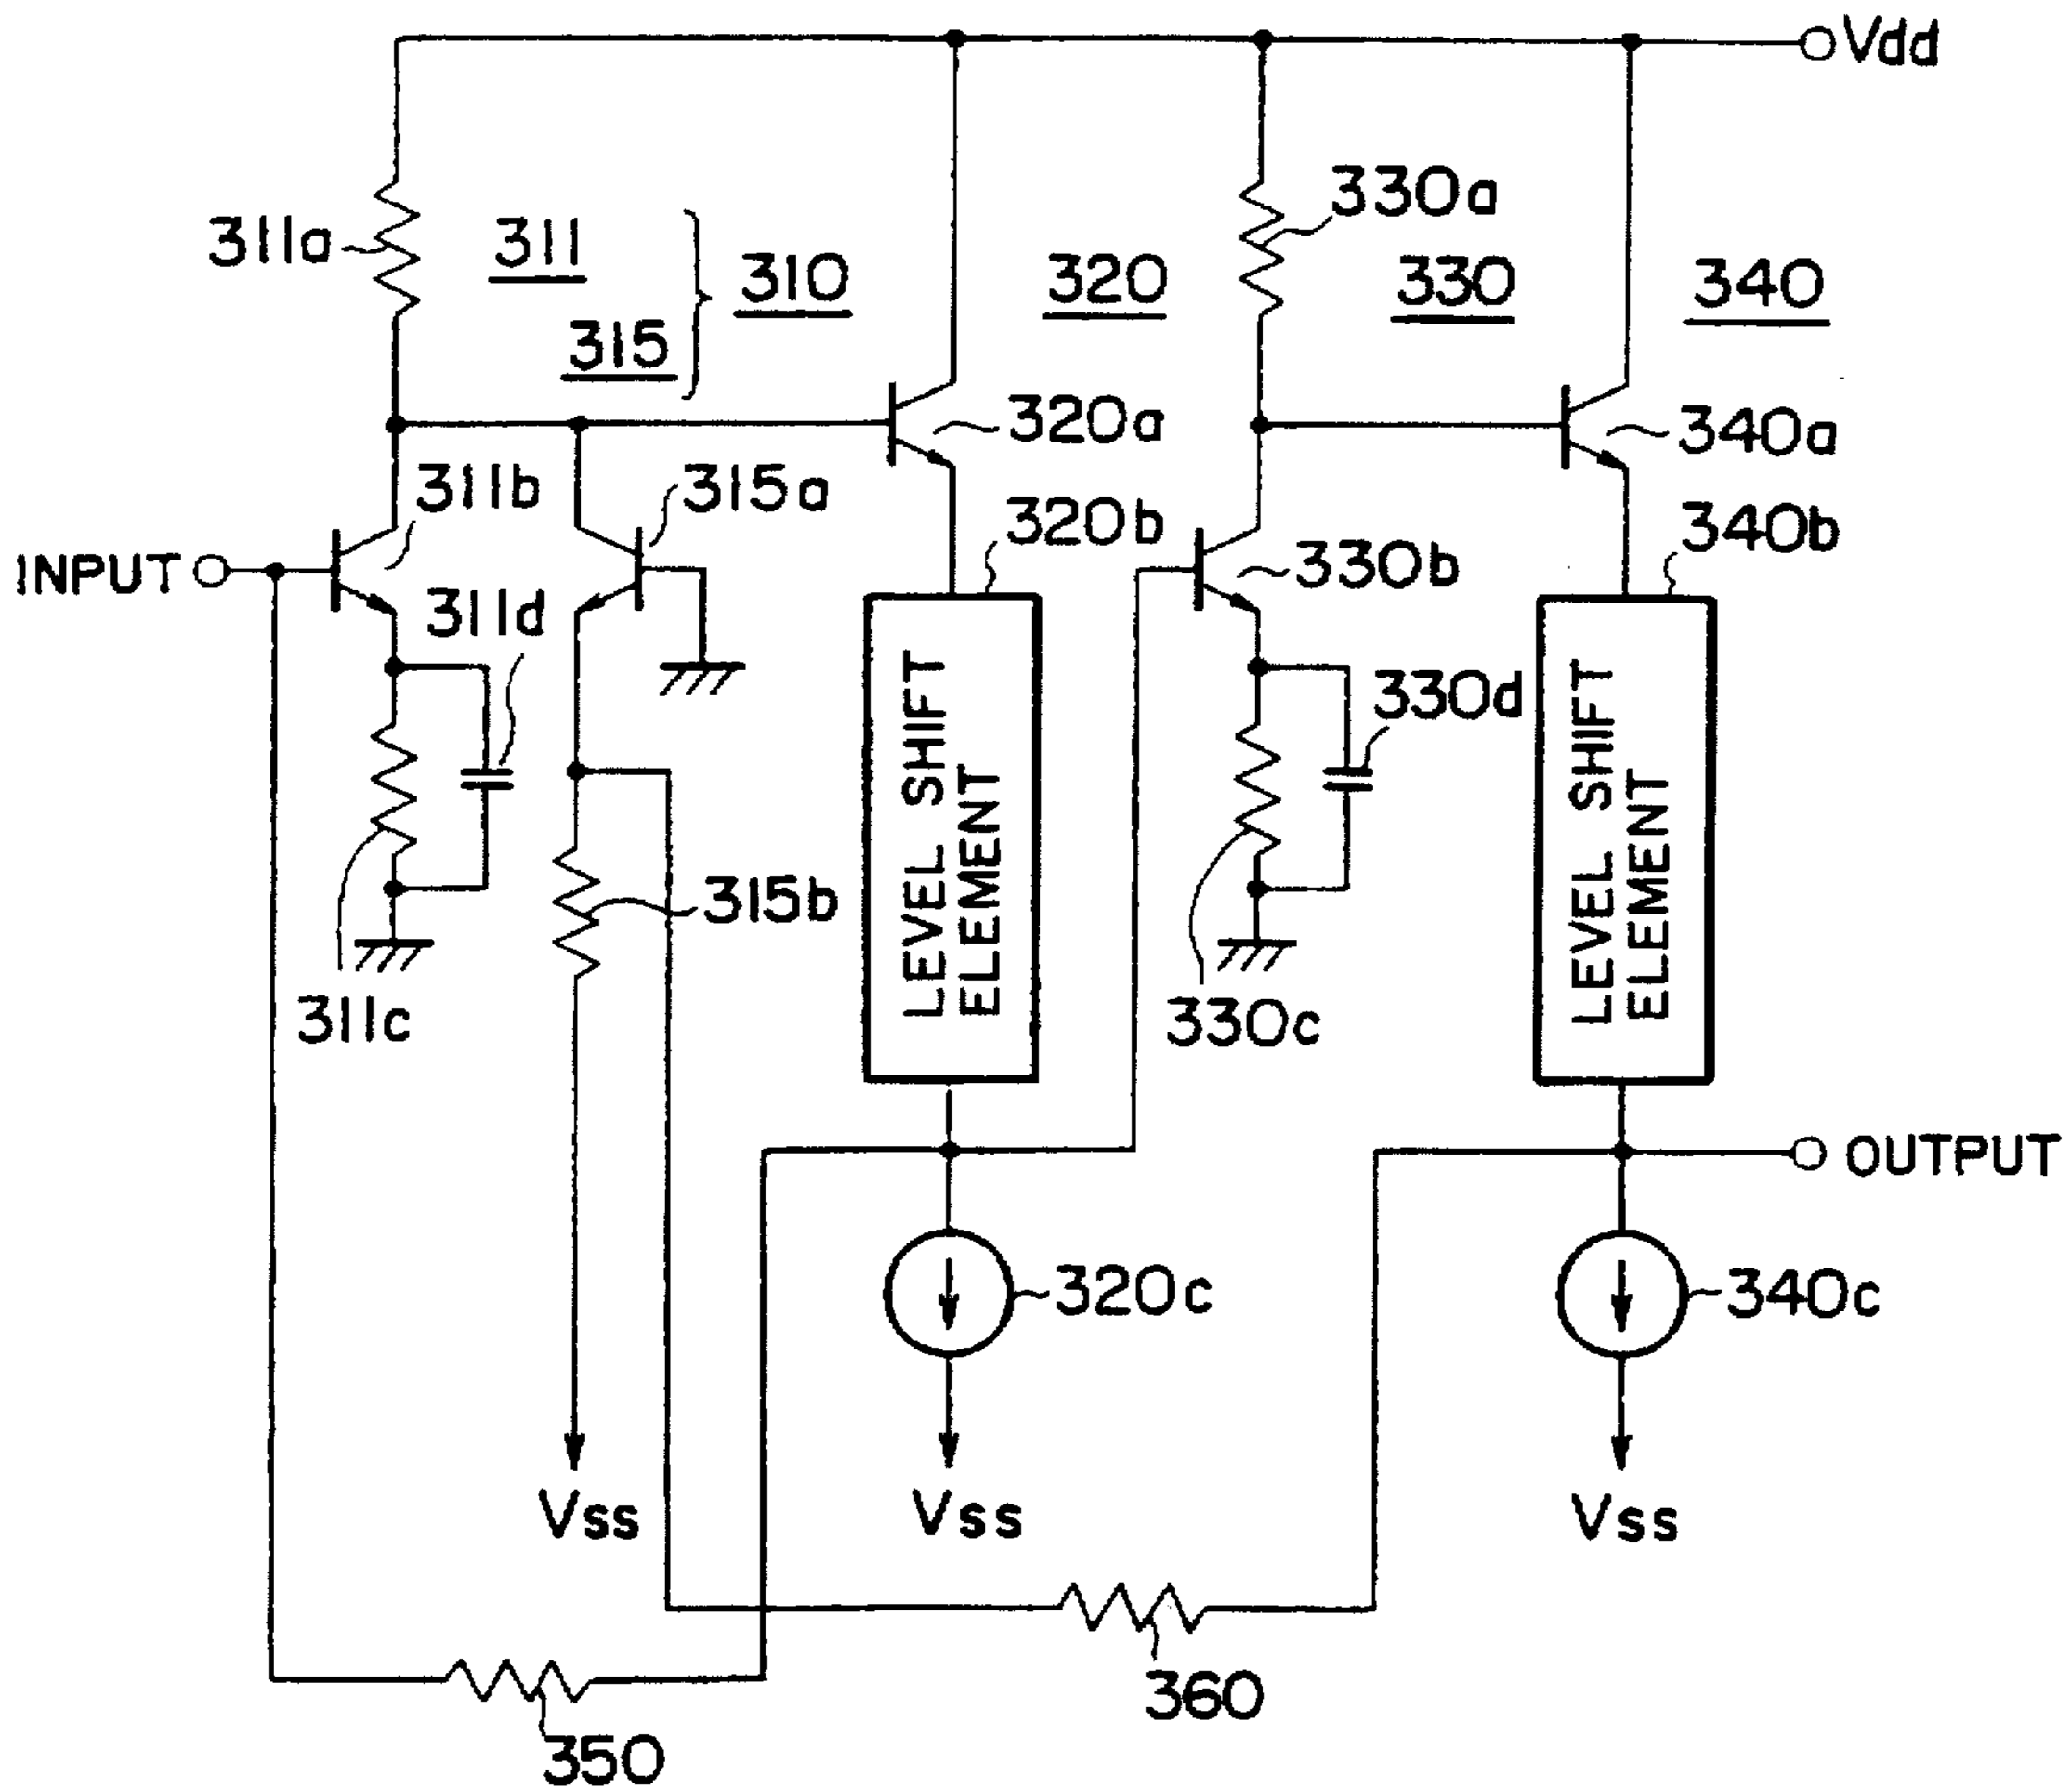 Vdd
330a
311a
311
310
320
330
340
315
320a
340a
311b
315a
320b
340b
INPUT
330b
311d
330d
LEVEL SHIFT
ELEMENT
LEVEL SHIFT
ELEMENT
315b
311c
330c
OUTPUT
320c
340c
Vss
Vss
Vss
360
350